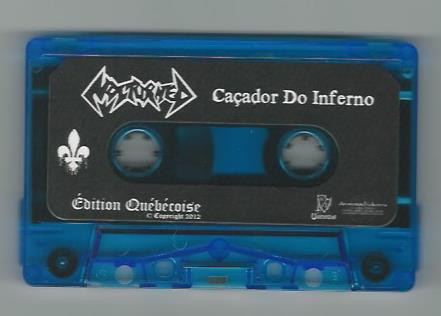 NOCTURNED
Caçador Do Inferno
Édition Québécoise
© Copyright 2012